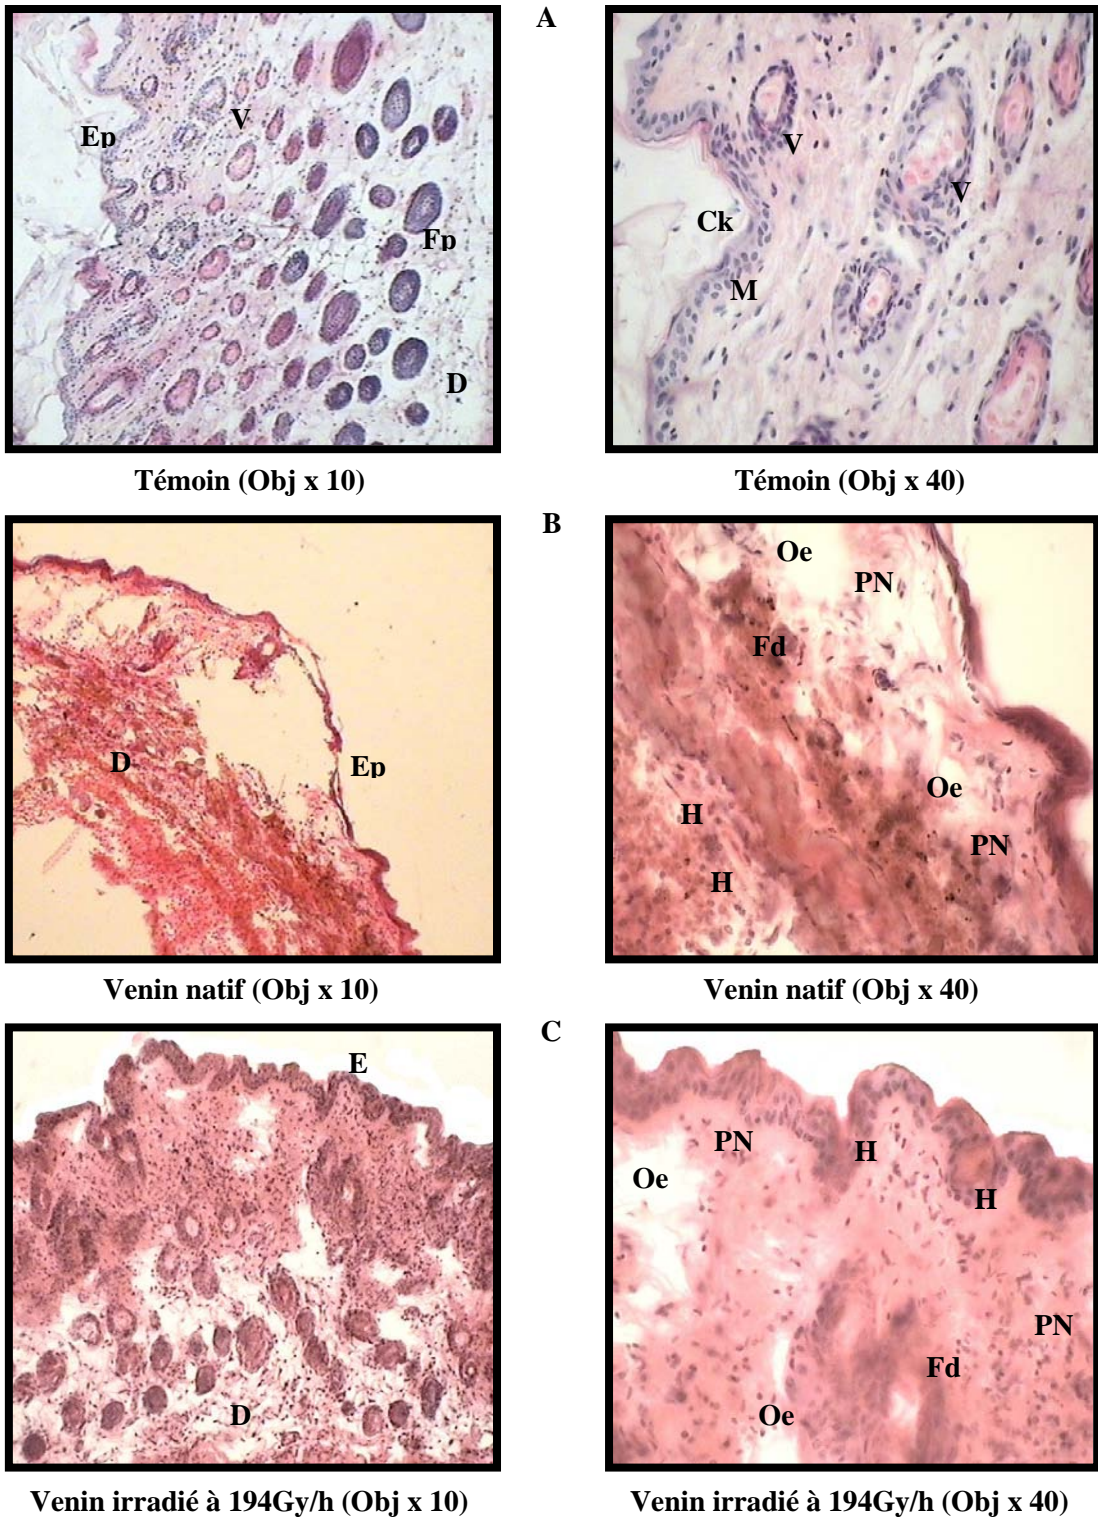 A
Ep
V
Fp
D
V
V
Ck
M
Témoin (Obj x 10)
Témoin (Obj x 40)
B
D
Ep
Oe
PN
Fd
Oe
H
PN
H
Venin natif (Obj x 10)
Venin natif (Obj x 40)
C
E
D
PN
H
Oe
H
PN
Fd
Oe
Venin irradié à 194Gy/h (Obj x 10)
Venin irradié à 194Gy/h (Obj x 40)